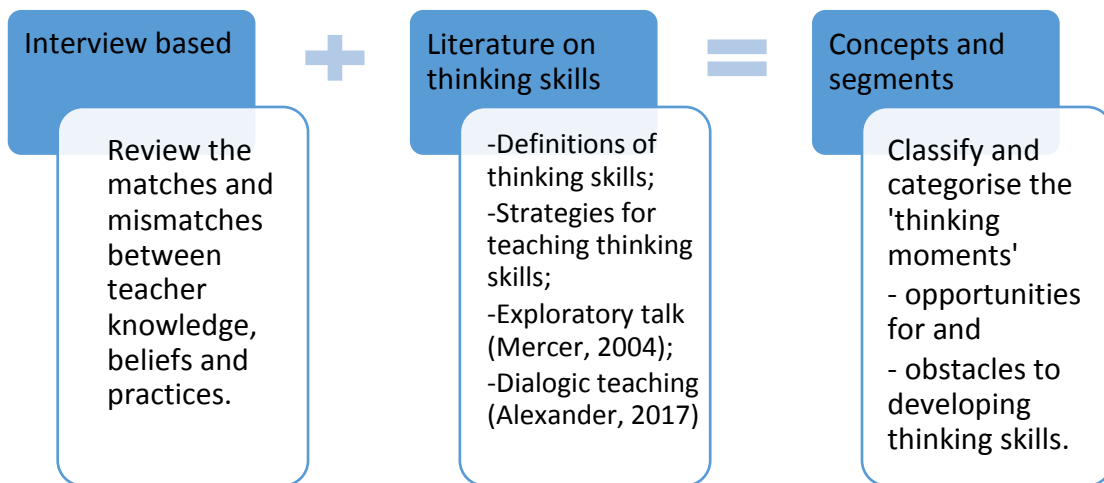 Interview based
Review the
matches and
mismatches
between
teacher
knowledge,
beliefs and
practices.
+
Literature on
thinking skills
-Definitions of
thinking skills;
-Strategies for
teaching thinking
skills;
-Exploratory talk
(Mercer, 2004);
-Dialogic teaching
(Alexander, 2017)
=
Concepts and
segments
Classify and
categorise the
'thinking
moments'
- opportunities
for and
- obstacles to
developing
thinking skills.